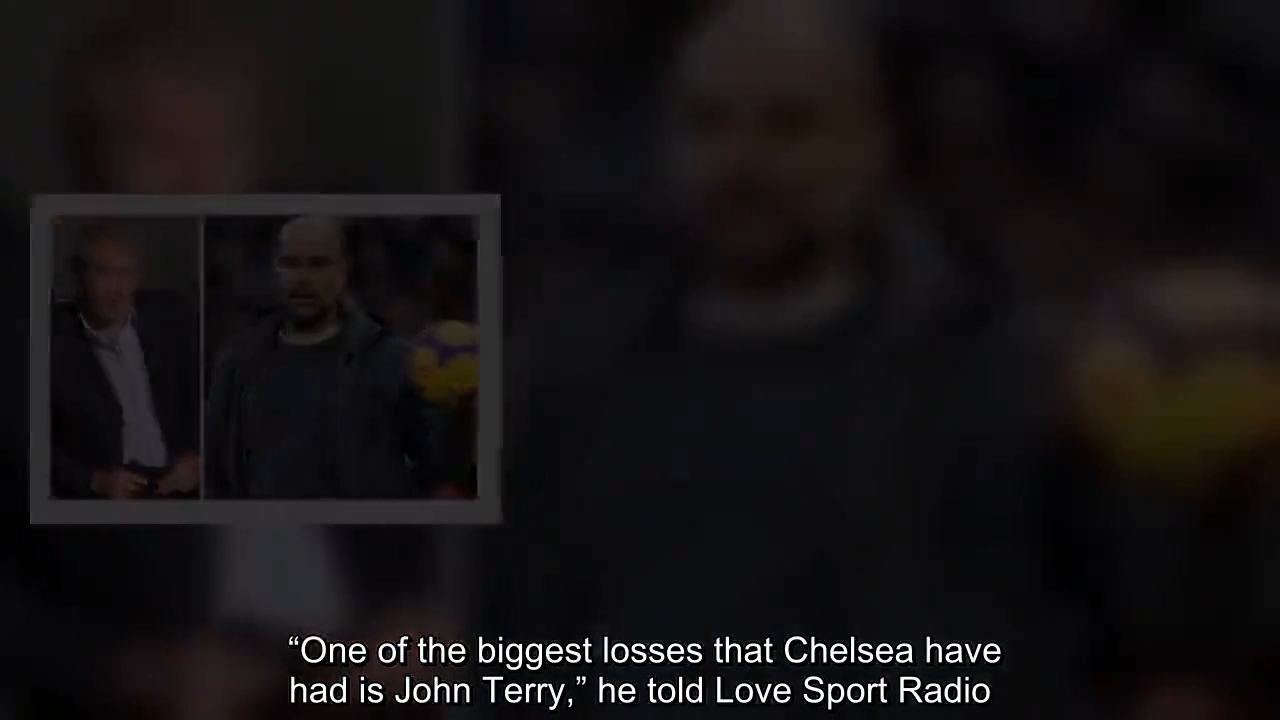 “One of the biggest losses that Chelsea have
had is John Terry,” he told Love Sport Radio